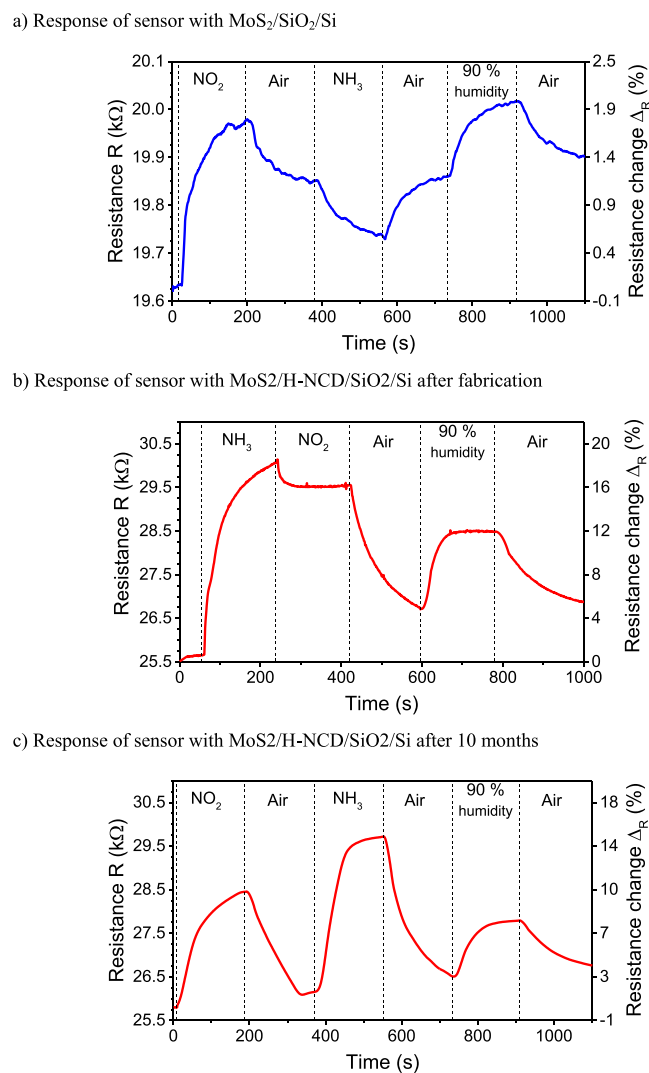 a) Response of sensor with MoS₂/SiO₂/Si
20.1
20.0
19.9
19.8
19.7
19.6
Resistance R (kΩ)
NO₂
Air
NH₃
Air
90 %
humidity
Air
2.5
1.9
1.4
0.9
0.4
-0.1
Resistance change Δ_R (%)
0 200 400 600 800 1000
Time (s)
b) Response of sensor with MoS2/H-NCD/SiO2/Si after fabrication
30.5
29.5
28.5
27.5
26.5
25.5
Resistance R (kΩ)
NH₃
NO₂
Air
90 %
humidity
Air
20
16
12
8
4
0
Resistance change Δ_R (%)
0 200 400 600 800 1000
Time (s)
c) Response of sensor with MoS2/H-NCD/SiO2/Si after 10 months
30.5
29.5
28.5
27.5
26.5
25.5
Resistance R (kΩ)
NO₂
Air
NH₃
Air
90 %
humidity
Air
18
14
10
7
3
-1
Resistance change Δ_R (%)
0 200 400 600 800 1000
Time (s)